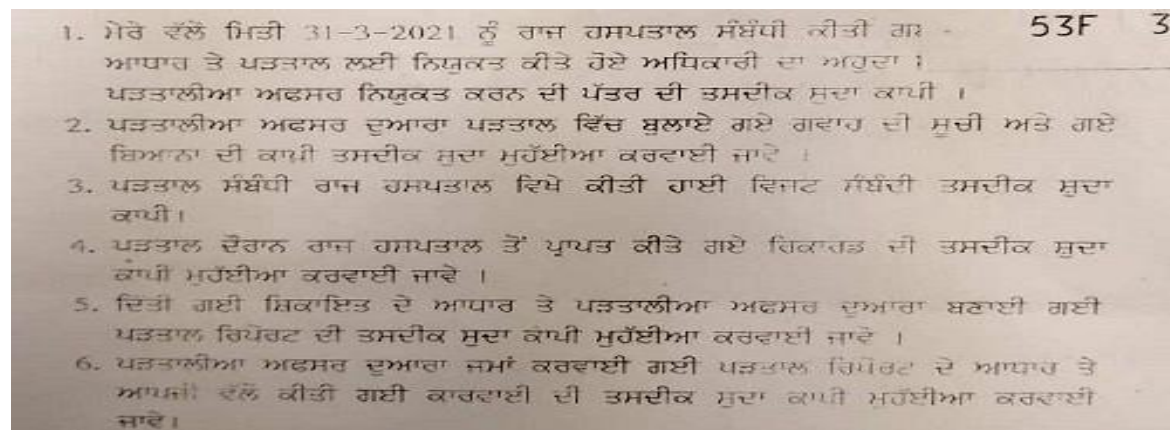 1. ਮੇਰੇ ਵੱਲੋਂ ਮਿਤੀ 31-3-2021 ਨੂੰ ਰਾਜ ਹਸਪਤਾਲ ਸੰਬੰਧੀ ਕੀਤੀ 53F 3
ਆਧਾਰ ਤੇ ਪੜਤਾਲ ਲਈ ਨਿਯੁਕਤ ਕੀਤੇ ਹੋਏ ਅਧਿਕਾਰੀ ਦਾ ਅਹੁਦਾ
ਪੜਤਾਲੀਆ ਅਫਸਰ ਨਿਯੁਕਤ ਕਰਨ ਦੀ ਪੱਤਰ ਦੀ ਤਸਦੀਕ ਸ਼ੁਦਾ ਕਾਪੀ ।
2. ਪੜਤਾਲੀਆ ਅਫਸਰ ਦੁਆਰਾ ਪੜਤਾਲ ਵਿੱਚ ਬੁਲਾਏ ਗਏ ਗਵਾਹ ਦੀ ਸੂਚੀ ਅਤੇ ਗਏ
ਬਿਆਨਾ ਦੀ ਕਾਪੀ ਤਸਦੀਕ ਸ਼ੁਦਾ ਮੁਹੱਈਆ ਕਰਵਾਈ ਜਾਵੇ ।
3. ਪੜਤਾਲ ਸੰਬੰਧੀ ਰਾਜ ਹਸਪਤਾਲ ਵਿਖੇ ਕੀਤੀ ਹਾਈ ਵਿਜਟ ਸੰਬੰਦੀ ਤਸਦੀਕ ਸ਼ੁਦਾ
ਕਾਪੀ।
4. ਪੜਤਾਲ ਦੌਰਾਨ ਰਾਜ ਹਸਪਤਾਲ ਤੋਂ ਪ੍ਰਾਪਤ ਕੀਤੇ ਗਏ ਰਿਕਾਰਡ ਦੀ ਤਸਦੀਕ ਸ਼ੁਦਾ
ਕਾਪੀ ਮੁਹੱਈਆ ਕਰਵਾਈ ਜਾਵੇ ।
5. ਦਿੱਤੀ ਗਈ ਸ਼ਿਕਾਇਤ ਦੇ ਆਧਾਰ ਤੇ ਪੜਤਾਲੀਆ ਅਫਸਰ ਦੁਆਰਾ ਬਣਾਈ ਗਈ
ਪੜਤਾਲ ਰਿਪੋਰਟ ਦੀ ਤਸਦੀਕ ਸ਼ੁਦਾ ਕਾਪੀ ਮੁਹੱਈਆ ਕਰਵਾਈ ਜਾਵੇ ।
6. ਪੜਤਾਲੀਆ ਅਫਸਰ ਦੁਆਰਾ ਜਮਾਂ ਕਰਵਾਈ ਗਈ ਪੜਤਾਲ ਰਿਪੋਰਟ ਦੇ ਆਧਾਰ ਤੇ
ਆਪਜੀ ਵੱਲੋਂ ਕੀਤੀ ਗਈ ਕਾਰਵਾਈ ਦੀ ਤਸਦੀਕ ਸ਼ੁਦਾ ਕਾਪੀ ਮੁਹੱਈਆ ਕਰਵਾਈ
ਜਾਵੇ।